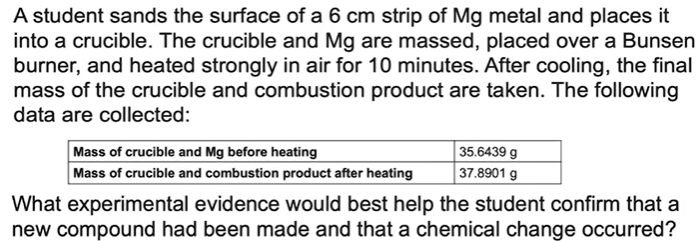 A student sands the surface of a 6 cm strip of Mg metal and places it
into a crucible. The crucible and Mg are massed, placed over a Bunsen
burner, and heated strongly in air for 10 minutes. After cooling, the final
mass of the crucible and combustion product are taken. The following
data are collected:
Mass of crucible and Mg before heating 35.6439 g
Mass of crucible and combustion product after heating 37.8901 g
What experimental evidence would best help the student confirm that a
new compound had been made and that a chemical change occurred?